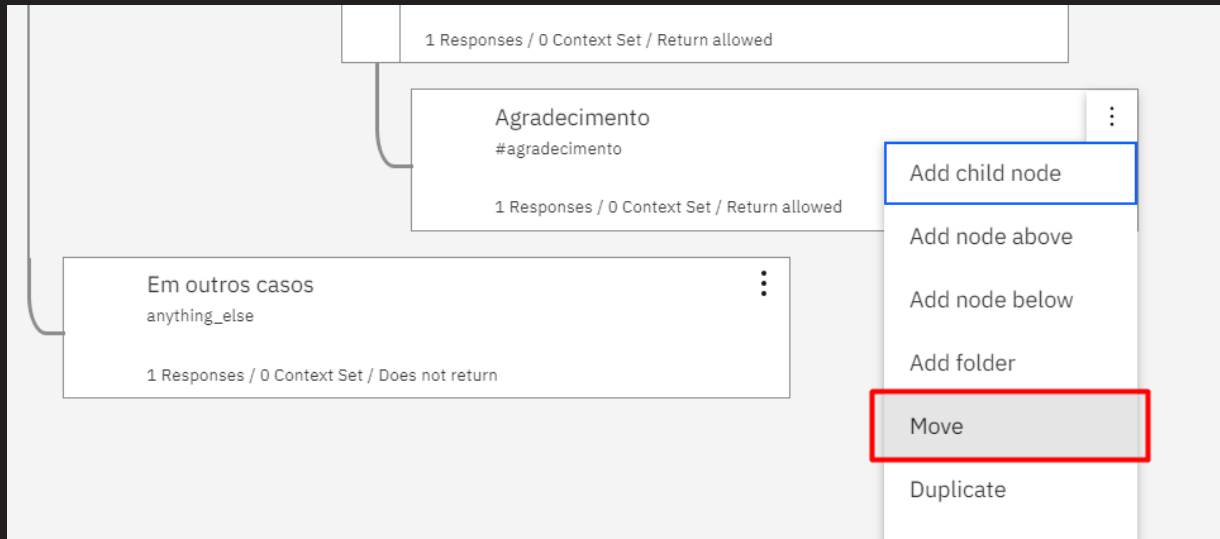 1 Responses / 0 Context Set / Return allowed
Agradecimento
#agradecimento
1 Responses / 0 Context Set / Return allowed
Add child node
Add node above
Add node below
Add folder
Move
Duplicate
Em outros casos
anything_else
1 Responses / 0 Context Set / Does not return